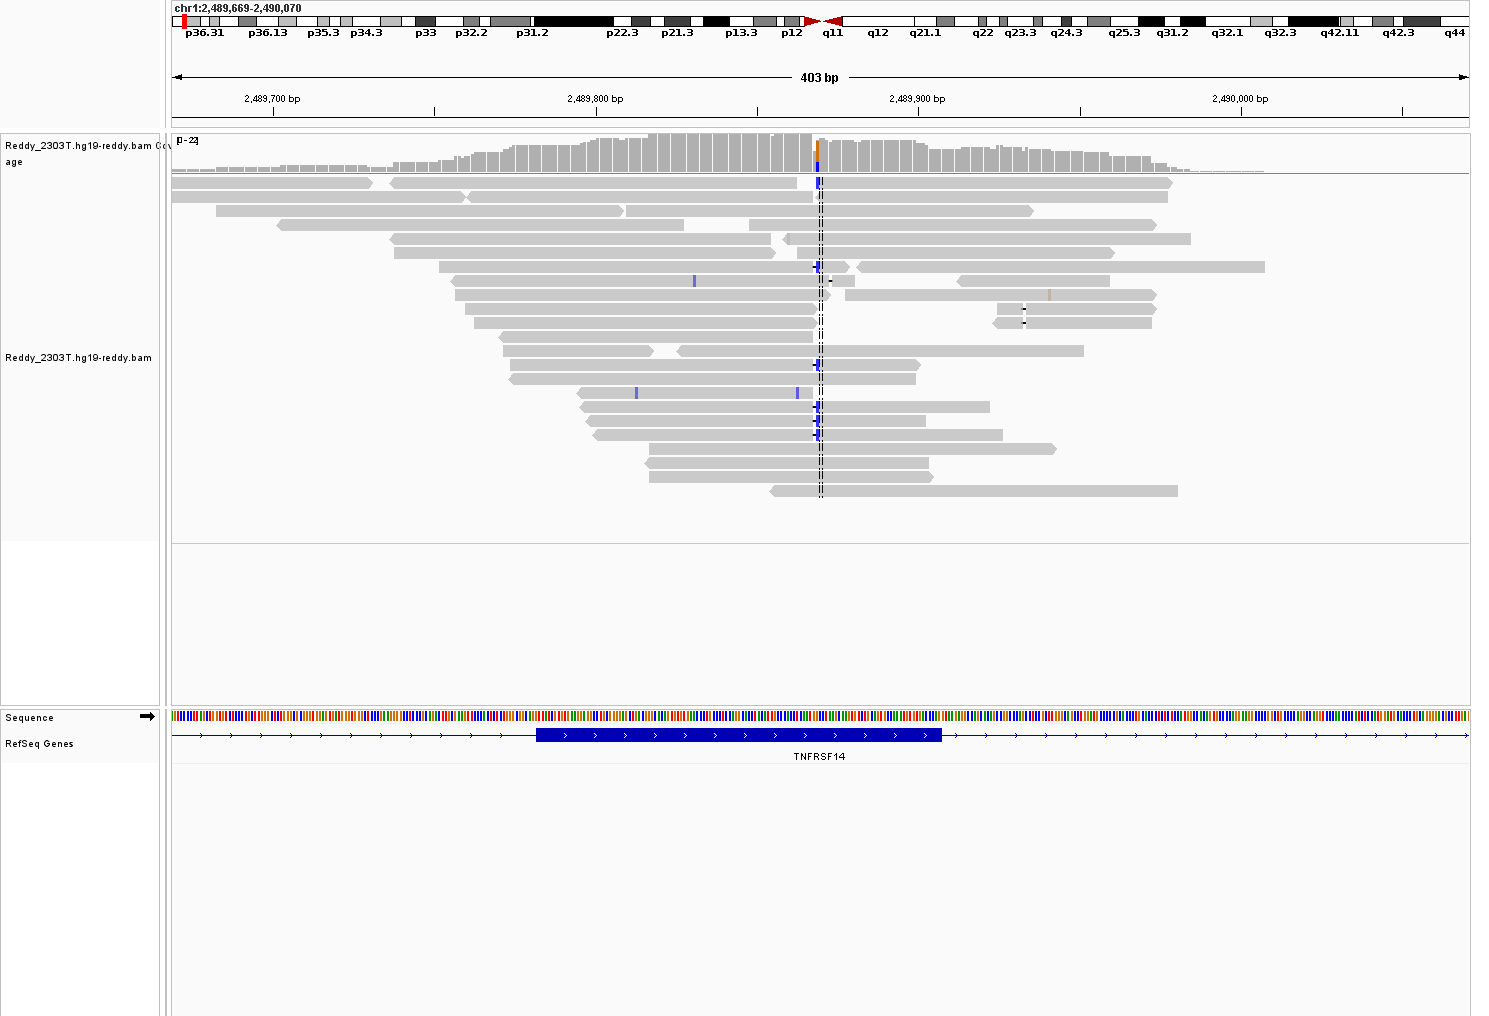 chr1:2,489,669-2,490,070
p36.31 p36.13 p35.3 p34.3 p33 p32.2 p31.2 p22.3 p21.3 p13.3 p12 q11 q12 q21.1 q22 q23.3 q24.3 q25.3 q31.2 q32.1 q32.3 q42.11 q42.3 q44
403 bp
2,489,700 bp 2,489,800 bp 2,489,900 bp 2,490,000 bp
Reddy_2303T.hg19-reddy.bam Cov
age
[0-22]
Reddy_2303T.hg19-reddy.bam
Sequence
RefSeq Genes
TNFRSF14